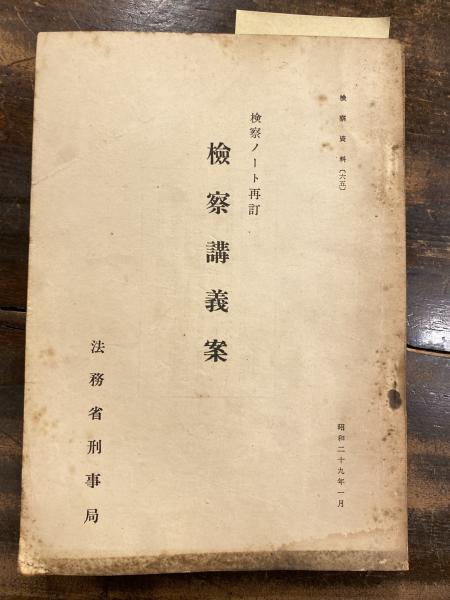 検察資料〔六五〕
検察ノート再訂
檢察講義案
昭和二十九年一月
法務省刑事局